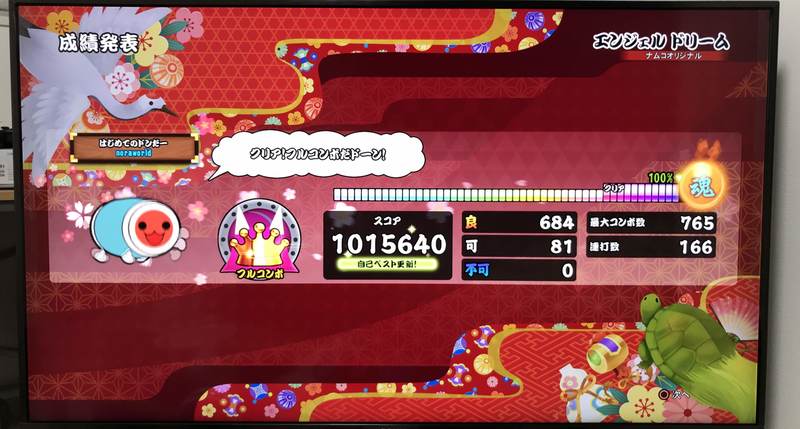 成績発表
エンジェル ドリーム
ナムコオリジナル
はじめてのドンだー
noraworld
クリア!フルコンボだドーン!
100%
クリア
魂
フルコンボ
スコア
1015640
自己ベスト更新!
良 684
可 81
不可 0
最大コンボ数 765
連打数 166
次へ